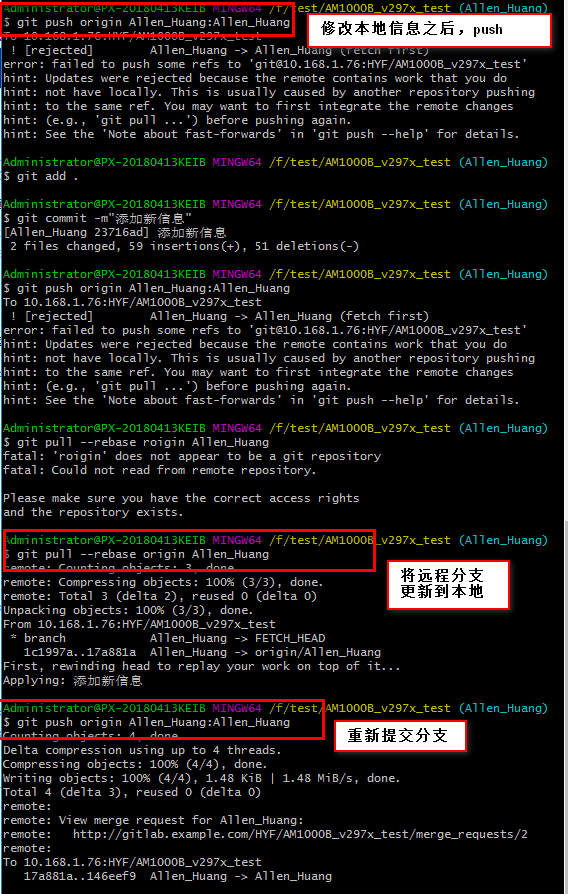 Administrator@PX-20180413KEIB MINGW64 /f/test/AM1000B_v297x_test (Allen_Huang)
$ git push origin Allen_Huang:Allen_Huang
修改本地信息之后，push
To 10.168.1.76:HYF/AM1000B_v297x_test
! [rejected] Allen_Huang -> Allen_Huang (fetch first)
error: failed to push some refs to 'git@10.168.1.76:HYF/AM1000B_v297x_test'
hint: Updates were rejected because the remote contains work that you do
hint: not have locally. This is usually caused by another repository pushing
hint: to the same ref. You may want to first integrate the remote changes
hint: (e.g., 'git pull ...') before pushing again.
hint: See the 'Note about fast-forwards' in 'git push --help' for details.
Administrator@PX-20180413KEIB MINGW64 /f/test/AM1000B_v297x_test (Allen_Huang)
$ git add .
Administrator@PX-20180413KEIB MINGW64 /f/test/AM1000B_v297x_test (Allen_Huang)
$ git commit -m"添加新信息"
[Allen_Huang 23716ad] 添加新信息
2 files changed, 59 insertions(+), 51 deletions(-)
Administrator@PX-20180413KEIB MINGW64 /f/test/AM1000B_v297x_test (Allen_Huang)
$ git push origin Allen_Huang:Allen_Huang
To 10.168.1.76:HYF/AM1000B_v297x_test
! [rejected] Allen_Huang -> Allen_Huang (fetch first)
error: failed to push some refs to 'git@10.168.1.76:HYF/AM1000B_v297x_test'
hint: Updates were rejected because the remote contains work that you do
hint: not have locally. This is usually caused by another repository pushing
hint: to the same ref. You may want to first integrate the remote changes
hint: (e.g., 'git pull ...') before pushing again.
hint: See the 'Note about fast-forwards' in 'git push --help' for details.
Administrator@PX-20180413KEIB MINGW64 /f/test/AM1000B_v297x_test (Allen_Huang)
$ git pull --rebase roigin Allen_Huang
fatal: 'roigin' does not appear to be a git repository
fatal: Could not read from remote repository.
Please make sure you have the correct access rights
and the repository exists.
Administrator@PX-20180413KEIB MINGW64 /f/test/AM1000B_v297x_test (Allen_Huang)
$ git pull --rebase origin Allen_Huang
remote: Counting objects: 3, done.
将远程分支
更新到本地
remote: Compressing objects: 100% (3/3), done.
remote: Total 3 (delta 2), reused 0 (delta 0)
Unpacking objects: 100% (3/3), done.
From 10.168.1.76:HYF/AM1000B_v297x_test
* branch Allen_Huang -> FETCH_HEAD
1c1997a..17a881a Allen_Huang -> origin/Allen_Huang
First, rewinding head to replay your work on top of it...
Applying: 添加新信息
Administrator@PX-20180413KEIB MINGW64 /f/test/AM1000B_v297x_test (Allen_Huang)
$ git push origin Allen_Huang:Allen_Huang
重新提交分支
Counting objects: 4, done.
Delta compression using up to 4 threads.
Compressing objects: 100% (4/4), done.
Writing objects: 100% (4/4), 1.48 KiB | 1.48 MiB/s, done.
Total 4 (delta 3), reused 0 (delta 0)
remote:
remote: View merge request for Allen_Huang:
remote: http://gitlab.example.com/HYF/AM1000B_v297x_test/merge_requests/2
remote:
To 10.168.1.76:HYF/AM1000B_v297x_test
17a881a..146eef9 Allen_Huang -> Allen_Huang